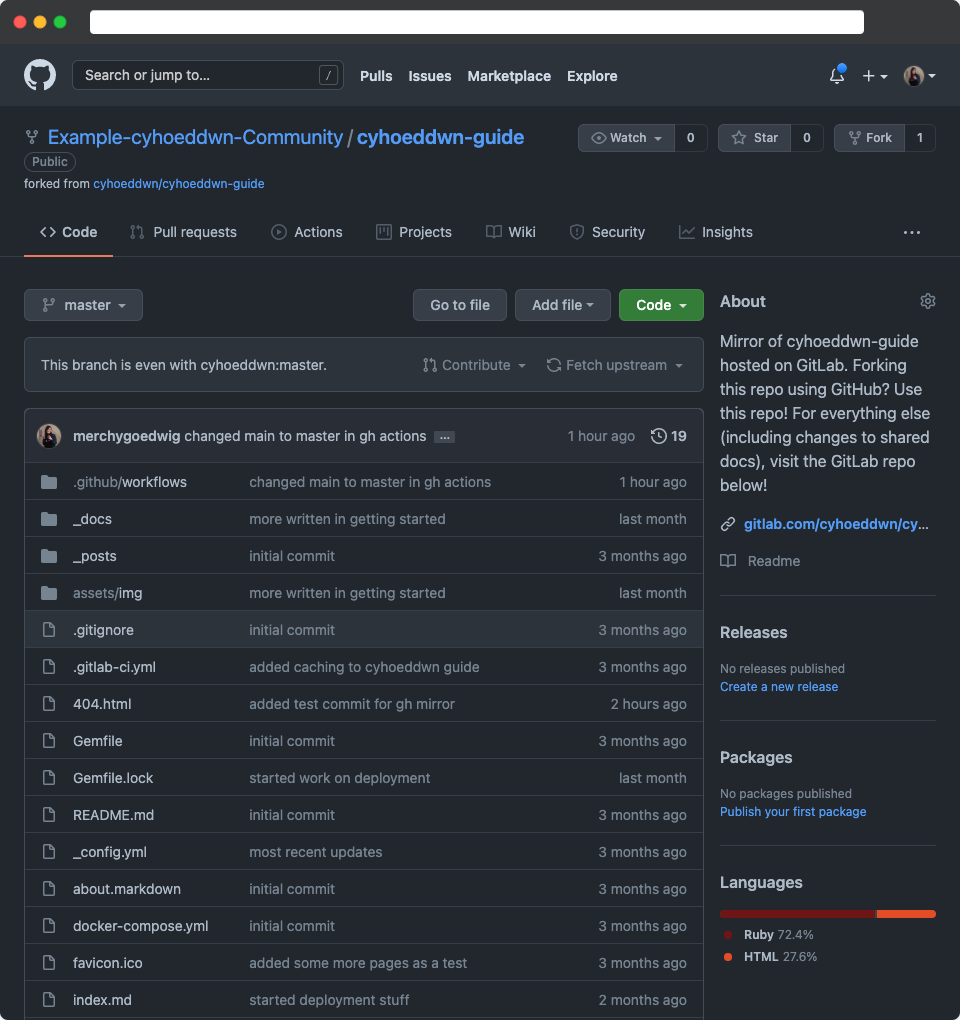 Search or jump to... /
Pulls Issues Marketplace Explore
Example-cyhoeddwn-Community / cyhoeddwn-guide
Watch 0 Star 0 Fork 1
Public
forked from cyhoeddwn/cyhoeddwn-guide
Code Pull requests Actions Projects Wiki Security Insights ...
master Go to file Add file Code
This branch is even with cyhoeddwn:master. Contribute Fetch upstream
merchygoedwig changed main to master in gh actions ... 1 hour ago 19
.github/workflows changed main to master in gh actions 1 hour ago
_docs more written in getting started last month
_posts initial commit 3 months ago
assets/img more written in getting started last month
.gitignore initial commit 3 months ago
.gitlab-ci.yml added caching to cyhoeddwn guide 3 months ago
404.html added test commit for gh mirror 2 hours ago
Gemfile initial commit 3 months ago
Gemfile.lock started work on deployment last month
README.md initial commit 3 months ago
_config.yml most recent updates 3 months ago
about.markdown initial commit 3 months ago
docker-compose.yml initial commit 3 months ago
favicon.ico added some more pages as a test 3 months ago
index.md started deployment stuff 2 months ago
About
Mirror of cyhoeddwn-guide
hosted on GitLab. Forking
this repo using GitHub? Use
this repo! For everything else
(including changes to shared
docs), visit the GitLab repo
below!
gitlab.com/cyhoeddwn/cy...
Readme
Releases
No releases published
Create a new release
Packages
No packages published
Publish your first package
Languages
Ruby 72.4%
HTML 27.6%